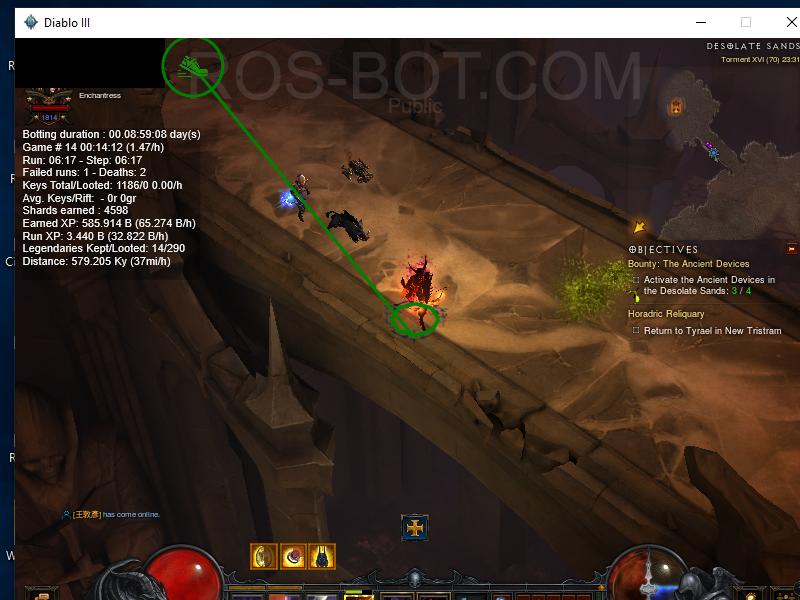 Diablo III
DESOLATE SANDS
Torment XVI (70) 23:31
ROS-BOT.COM
Public
Enchantress
1814
Botting duration : 00.08:59:08 day(s)
Game # 14 00:14:12 (1.47/h)
Run: 06:17 - Step: 06:17
Failed runs: 1 - Deaths: 2
Keys Total/Looted: 1186/0 0.00/h
Avg. Keys/Rift:  - 0r 0gr
Shards earned : 4598
Earned XP: 585.914 B (65.274 B/h)
Run XP: 3.440 B (32.822 B/h)
Legendaries Kept/Looted: 14/290
Distance: 579.205 Ky (37mi/h)
OBJECTIVES
Bounty: The Ancient Devices
Activate the Ancient Devices in
the Desolate Sands: 3 / 4
Horadric Reliquary
Return to Tyrael in New Tristram
[王敦彥] has come online.